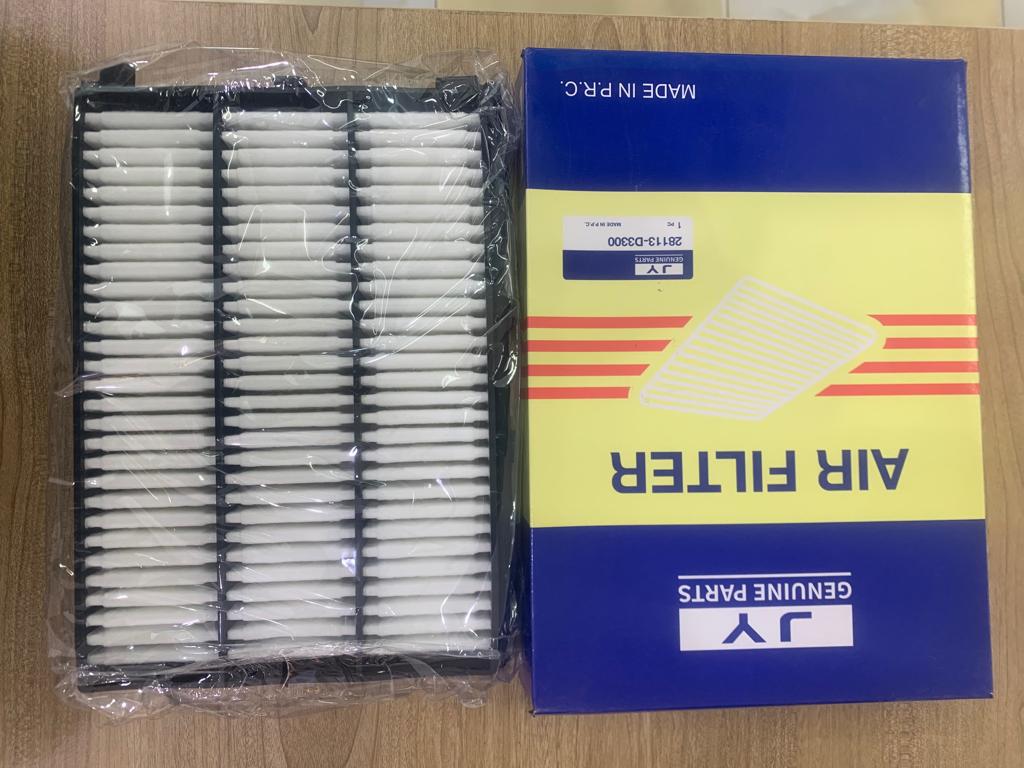 JY
GENUINE PARTS
AIR FILTER
JY
GENUINE PARTS
28113-D3300
1 PC MADE IN P.R.C.
MADE IN P.R.C.